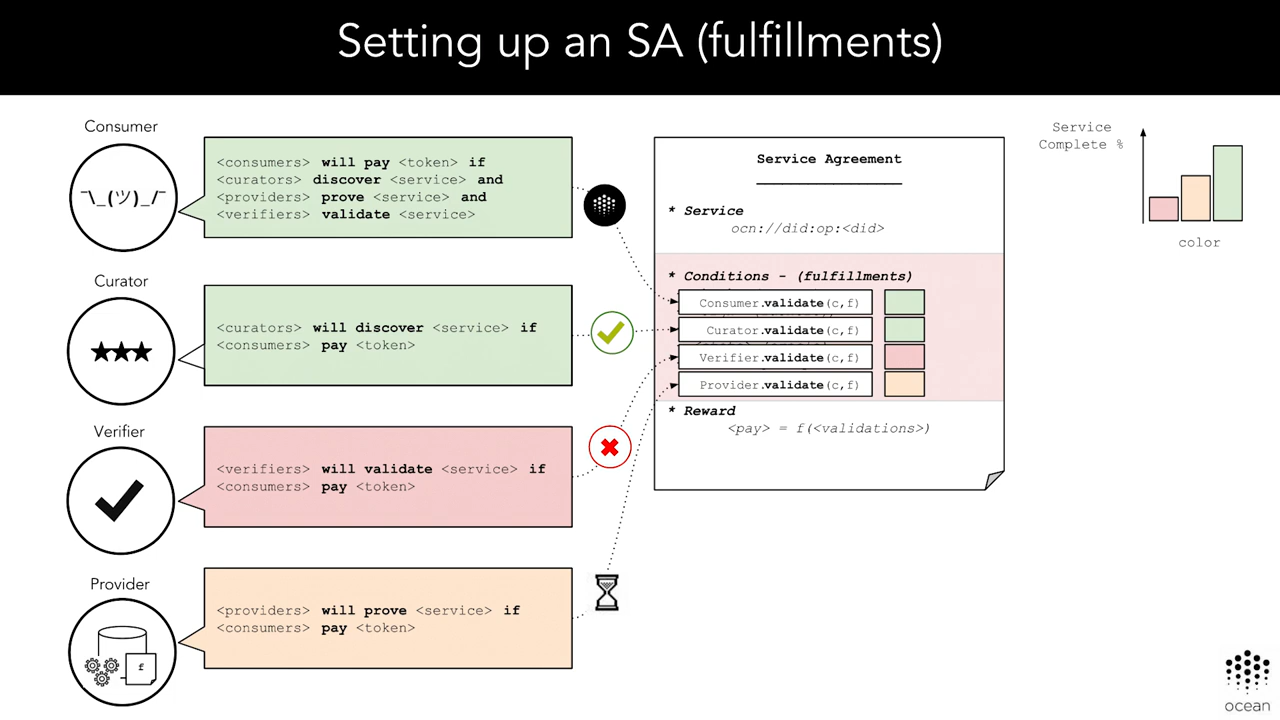 Setting up an SA (fulfillments)
Consumer
¯\_(ツ)_/¯
<consumers> will pay <token> if
<curators> discover <service> and
<providers> prove <service> and
<verifiers> validate <service>
Curator
<curators> will discover <service> if
<consumers> pay <token>
Verifier
<verifiers> will validate <service> if
<consumers> pay <token>
Provider
f
<providers> will prove <service> if
<consumers> pay <token>
Service Agreement
* Service
ocn://did:op:<did>
* Conditions - (fulfillments)
Consumer.validate(c,f)
Curator.validate(c,f)
Verifier.validate(c,f)
Provider.validate(c,f)
* Reward
<pay> = f(<validations>)
Service
Complete %
color
ocean